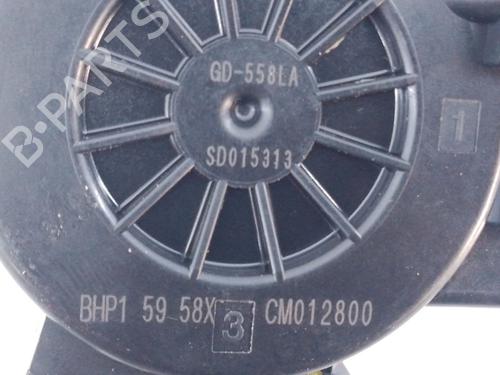 B-PARTS
GD-558LA
SD015313
1
BHP1 59 58X 3 CM012800